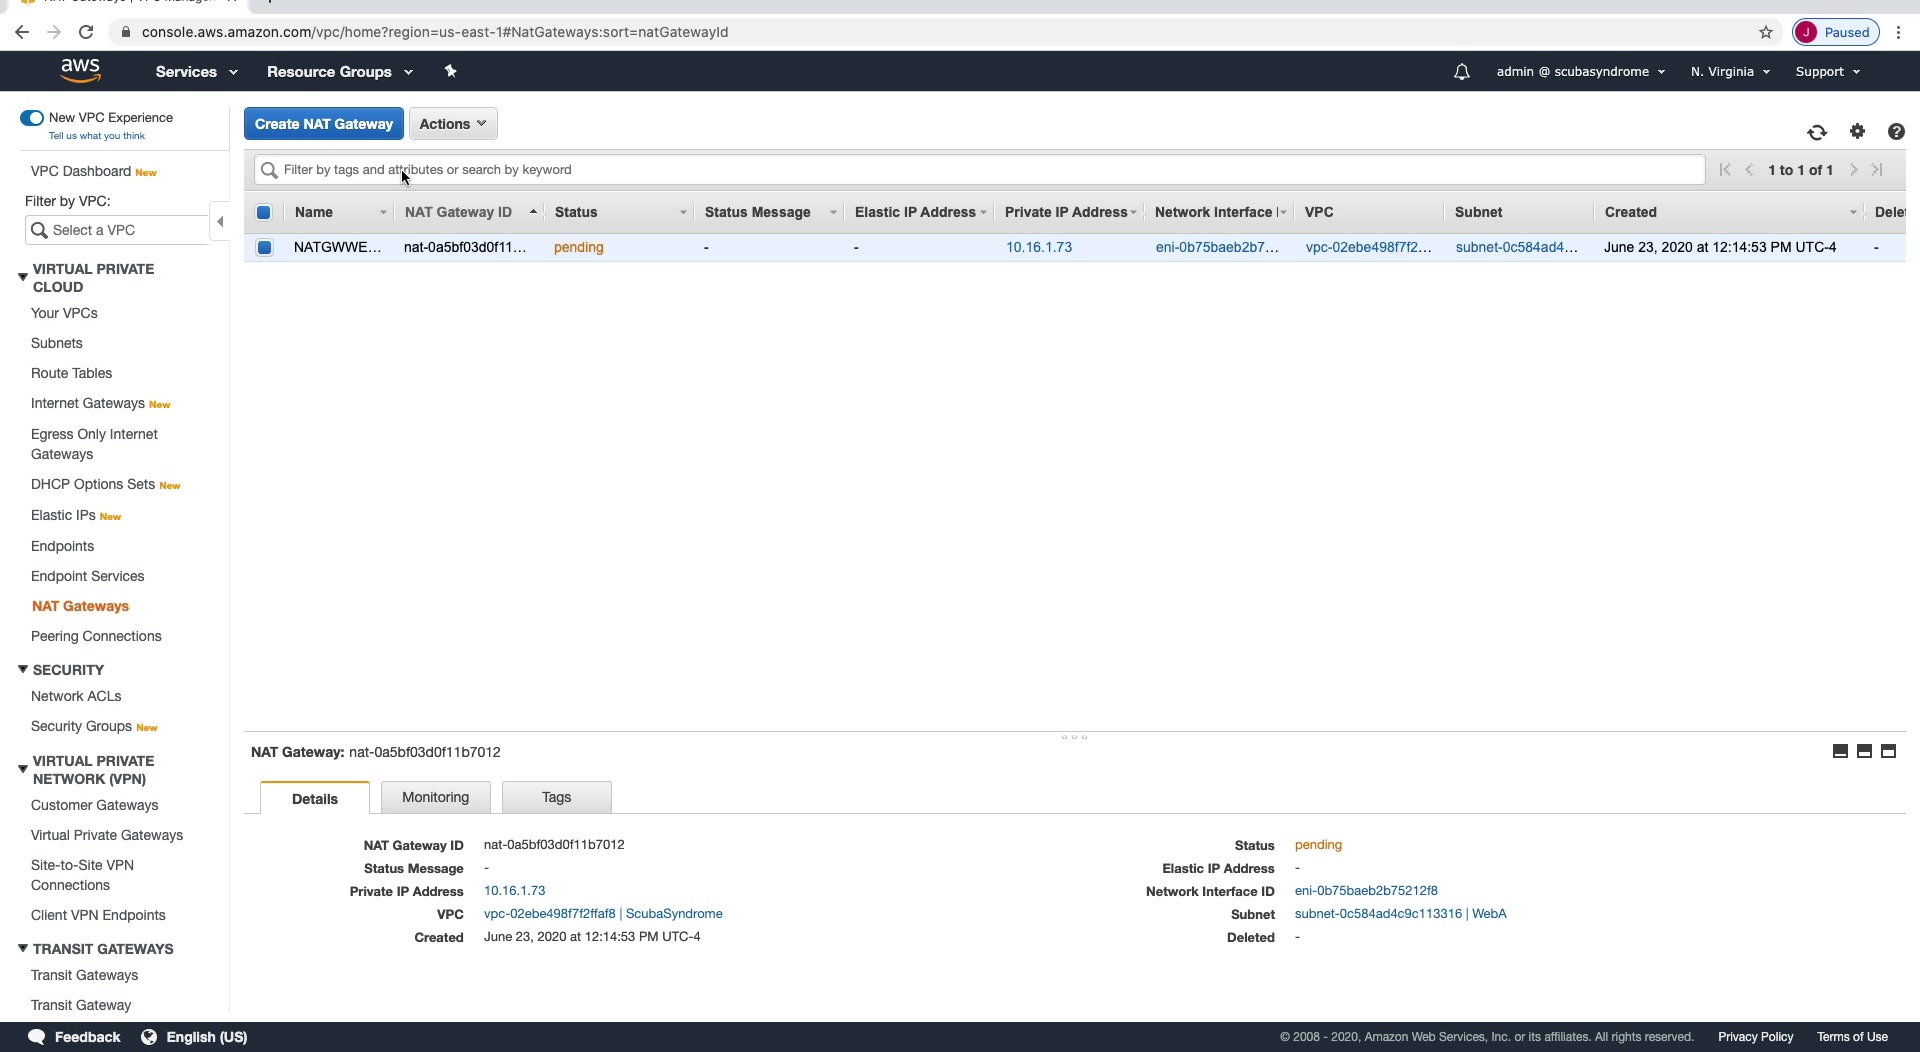 console.aws.amazon.com/vpc/home?region=us-east-1#NatGateways:sort=natGatewayId
J Paused
aws Services Resource Groups admin @ scubasyndrome N. Virginia Support
New VPC Experience
Tell us what you think
Create NAT Gateway Actions
VPC Dashboard New
Filter by tags and attributes or search by keyword
1 to 1 of 1
Filter by VPC:
Select a VPC
Name NAT Gateway ID Status Status Message Elastic IP Address Private IP Address Network Interface VPC Subnet Created
NATGWWE... nat-0a5bf03d0f11... pending - - 10.16.1.73 eni-0b75baeb2b7... vpc-02ebe498f7f2... subnet-0c584ad4... June 23, 2020 at 12:14:53 PM UTC-4 -
VIRTUAL PRIVATE
CLOUD
Your VPCs
Subnets
Route Tables
Internet Gateways New
Egress Only Internet
Gateways
DHCP Options Sets New
Elastic IPs New
Endpoints
Endpoint Services
NAT Gateways
Peering Connections
SECURITY
Network ACLs
Security Groups New
VIRTUAL PRIVATE
NETWORK (VPN)
Customer Gateways
Virtual Private Gateways
Site-to-Site VPN
Connections
Client VPN Endpoints
TRANSIT GATEWAYS
Transit Gateways
Transit Gateway
NAT Gateway: nat-0a5bf03d0f11b7012
Details Monitoring Tags
NAT Gateway ID nat-0a5bf03d0f11b7012
Status Message -
Private IP Address 10.16.1.73
VPC vpc-02ebe498f7f2ffaf8 | ScubaSyndrome
Created June 23, 2020 at 12:14:53 PM UTC-4
Status pending
Elastic IP Address -
Network Interface ID eni-0b75baeb2b75212f8
Subnet subnet-0c584ad4c9c113316 | WebA
Deleted -
Feedback English (US)
© 2008 - 2020, Amazon Web Services, Inc. or its affiliates. All rights reserved. Privacy Policy Terms of Use